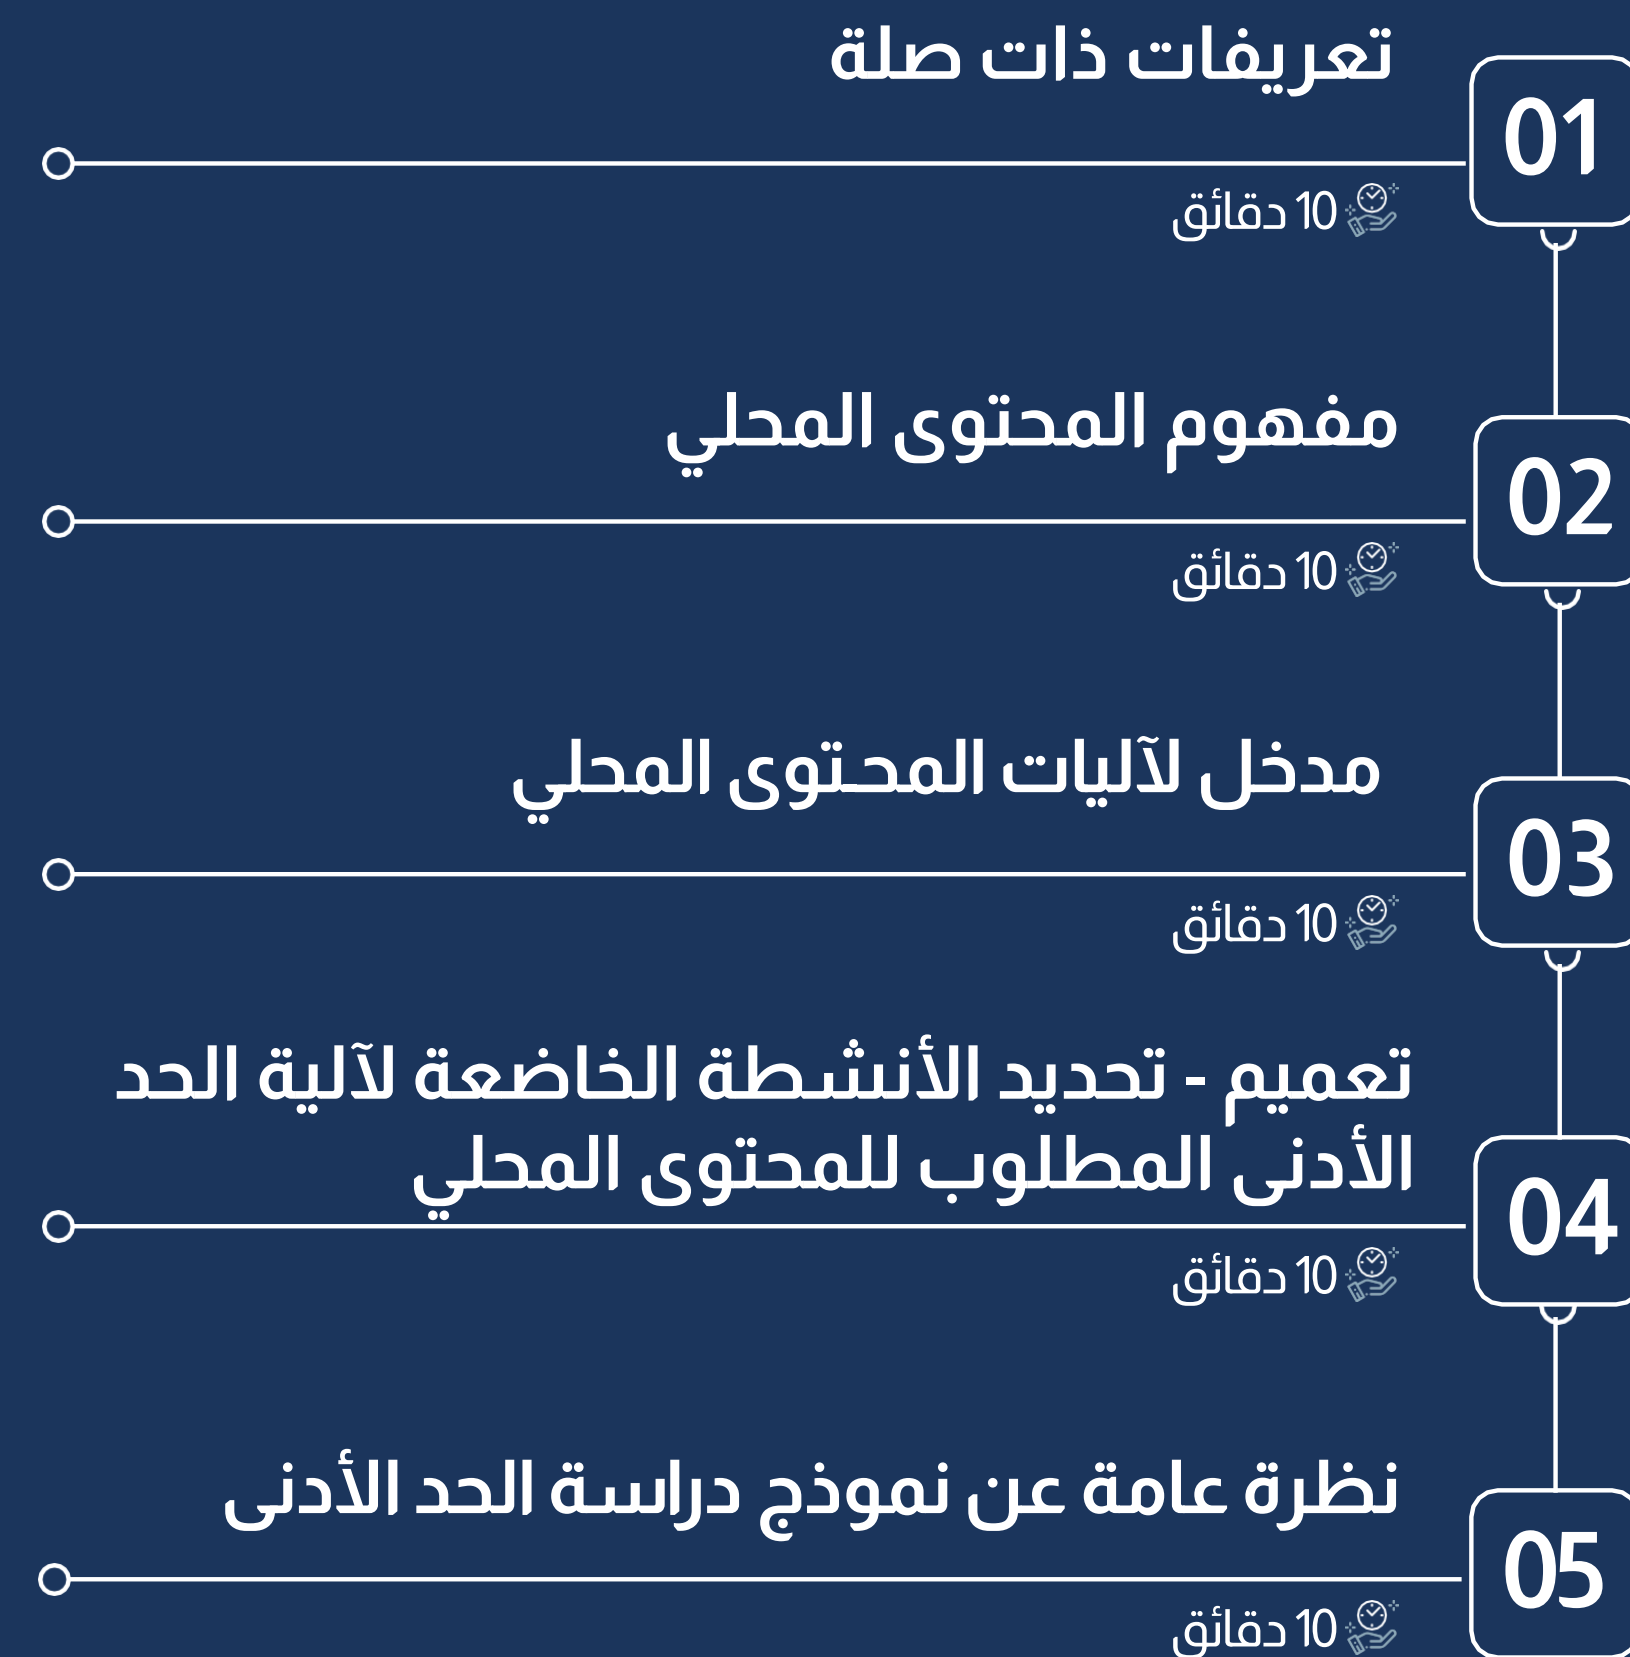 تعريفات ذات صلة
01
10 دقائق
مفهوم المحتوى المحلي
02
10 دقائق
مدخل لآليات المحتوى المحلي
03
10 دقائق
تعميم - تحديد الأنشطة الخاضعة لآلية الحد
الأدنى المطلوب للمحتوى المحلي
04
10 دقائق
نظرة عامة عن نموذج دراسة الحد الأدنى
05
10 دقائق